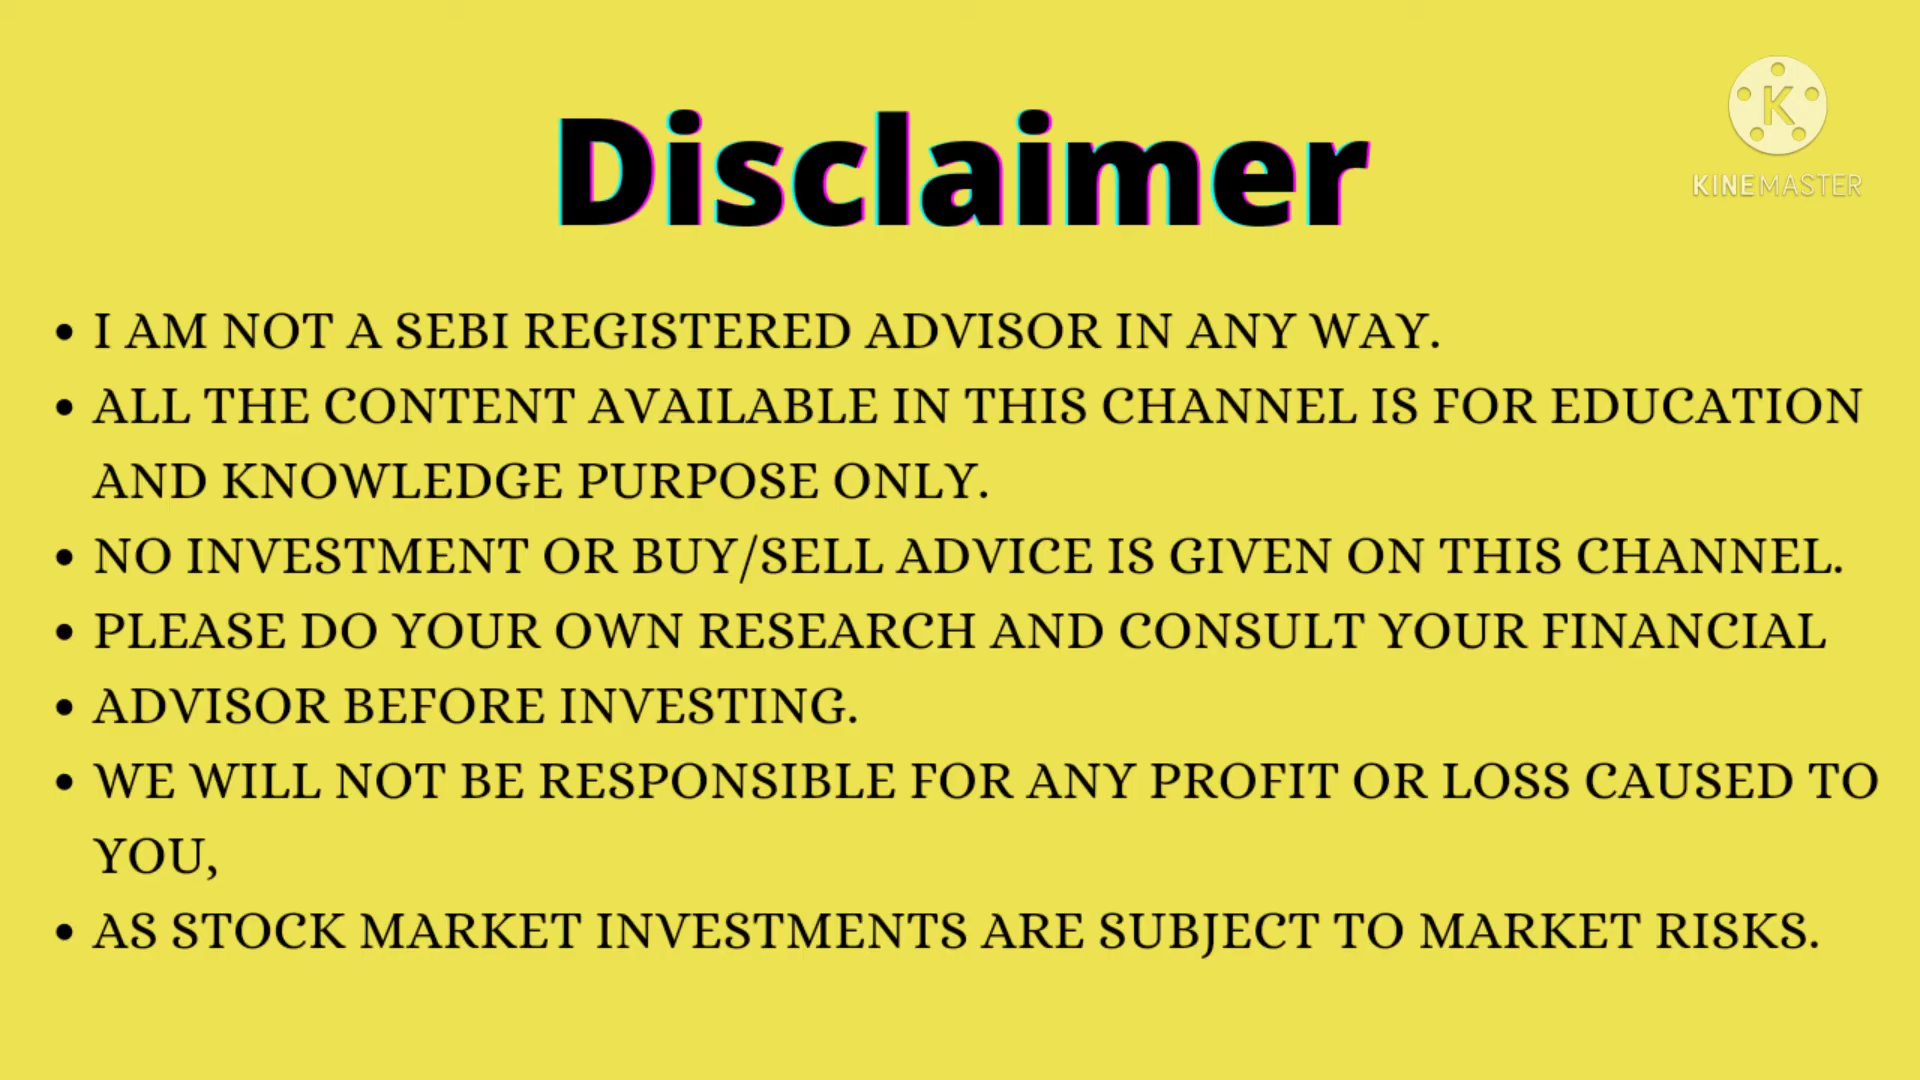 Disclaimer
K
KINEMASTER
• I AM NOT A SEBI REGISTERED ADVISOR IN ANY WAY.
• ALL THE CONTENT AVAILABLE IN THIS CHANNEL IS FOR EDUCATION
AND KNOWLEDGE PURPOSE ONLY.
• NO INVESTMENT OR BUY/SELL ADVICE IS GIVEN ON THIS CHANNEL.
• PLEASE DO YOUR OWN RESEARCH AND CONSULT YOUR FINANCIAL
• ADVISOR BEFORE INVESTING.
• WE WILL NOT BE RESPONSIBLE FOR ANY PROFIT OR LOSS CAUSED TO
YOU,
• AS STOCK MARKET INVESTMENTS ARE SUBJECT TO MARKET RISKS.